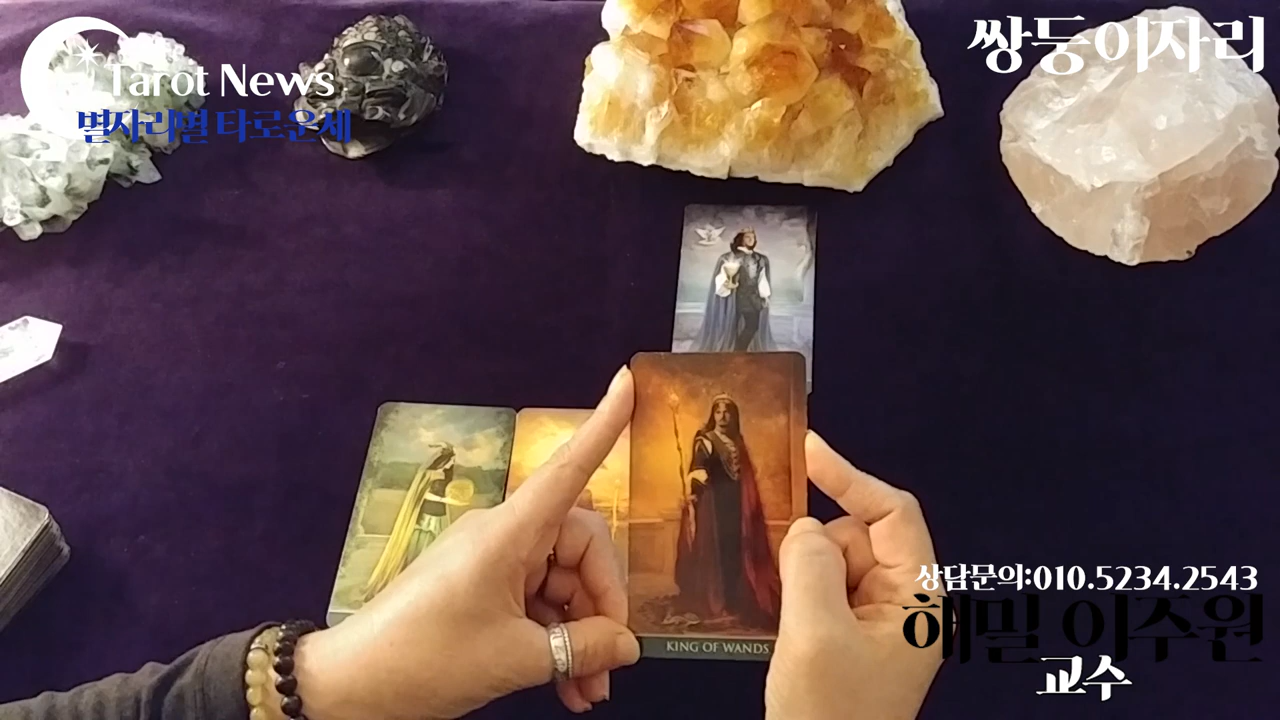 Tarot News
별자리별 타로운세
쌍둥이자리
KING OF WANDS
상담문의:010.5234.2543
해밀 이주원
교수